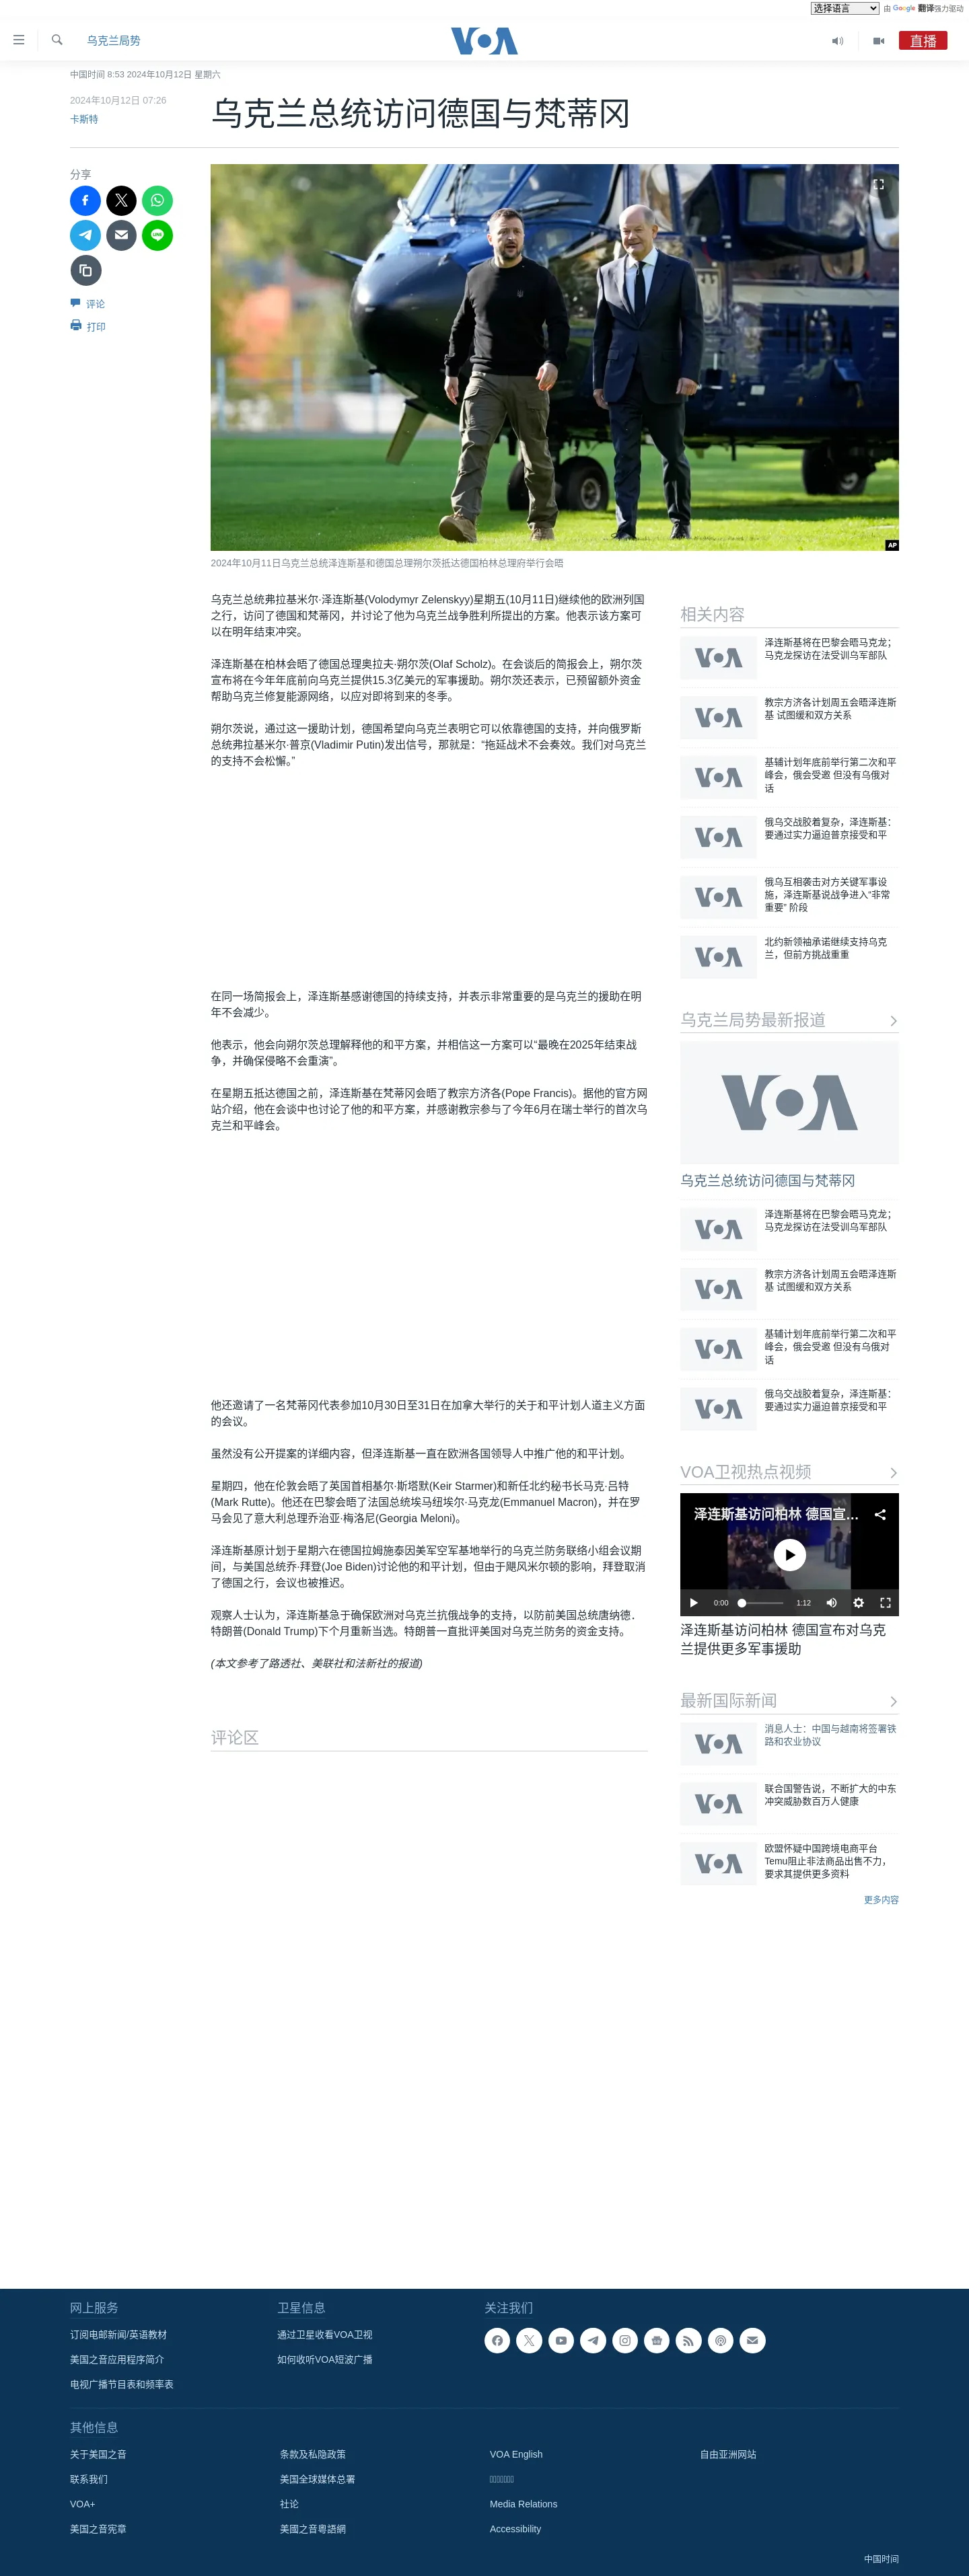 选择语言
由 Google 翻译强力驱动
乌克兰局势
VOA
直播
中国时间 8:53 2024年10月12日 星期六
2024年10月12日 07:26
卡斯特
乌克兰总统访问德国与梵蒂冈
分享
评论
打印
AP
2024年10月11日乌克兰总统泽连斯基和德国总理朔尔茨抵达德国柏林总理府举行会晤
乌克兰总统弗拉基米尔·泽连斯基(Volodymyr Zelenskyy)星期五(10月11日)继续他的欧洲列国
之行，访问了德国和梵蒂冈，并讨论了他为乌克兰战争胜利所提出的方案。他表示该方案可
以在明年结束冲突。
泽连斯基在柏林会晤了德国总理奥拉夫·朔尔茨(Olaf Scholz)。在会谈后的简报会上，朔尔茨
宣布将在今年年底前向乌克兰提供15.3亿美元的军事援助。朔尔茨还表示，已预留额外资金
帮助乌克兰修复能源网络，以应对即将到来的冬季。
朔尔茨说，通过这一援助计划，德国希望向乌克兰表明它可以依靠德国的支持，并向俄罗斯
总统弗拉基米尔·普京(Vladimir Putin)发出信号，那就是：“拖延战术不会奏效。我们对乌克兰
的支持不会松懈。”
在同一场简报会上，泽连斯基感谢德国的持续支持，并表示非常重要的是乌克兰的援助在明
年不会减少。
他表示，他会向朔尔茨总理解释他的和平方案，并相信这一方案可以“最晚在2025年结束战
争，并确保侵略不会重演”。
在星期五抵达德国之前，泽连斯基在梵蒂冈会晤了教宗方济各(Pope Francis)。据他的官方网
站介绍，他在会谈中也讨论了他的和平方案，并感谢教宗参与了今年6月在瑞士举行的首次乌
克兰和平峰会。
他还邀请了一名梵蒂冈代表参加10月30日至31日在加拿大举行的关于和平计划人道主义方面
的会议。
虽然没有公开提案的详细内容，但泽连斯基一直在欧洲各国领导人中推广他的和平计划。
星期四，他在伦敦会晤了英国首相基尔·斯塔默(Keir Starmer)和新任北约秘书长马克·吕特
(Mark Rutte)。他还在巴黎会晤了法国总统埃马纽埃尔·马克龙(Emmanuel Macron)，并在罗
马会见了意大利总理乔治亚·梅洛尼(Georgia Meloni)。
泽连斯基原计划于星期六在德国拉姆施泰因美军空军基地举行的乌克兰防务联络小组会议期
间，与美国总统乔·拜登(Joe Biden)讨论他的和平计划，但由于飓风米尔顿的影响，拜登取消
了德国之行，会议也被推迟。
观察人士认为，泽连斯基急于确保欧洲对乌克兰抗俄战争的支持，以防前美国总统唐纳德．
特朗普(Donald Trump)下个月重新当选。特朗普一直批评美国对乌克兰防务的资金支持。
(本文参考了路透社、美联社和法新社的报道)
评论区
相关内容
VOA
泽连斯基将在巴黎会晤马克龙；
马克龙探访在法受训乌军部队
VOA
教宗方济各计划周五会晤泽连斯
基 试图缓和双方关系
VOA
基辅计划年底前举行第二次和平
峰会，俄会受邀 但没有乌俄对
话
VOA
俄乌交战胶着复杂，泽连斯基：
要通过实力逼迫普京接受和平
VOA
俄乌互相袭击对方关键军事设
施，泽连斯基说战争进入“非常
重要” 阶段
VOA
北约新领袖承诺继续支持乌克
兰，但前方挑战重重
乌克兰局势最新报道
VOA
乌克兰总统访问德国与梵蒂冈
VOA
泽连斯基将在巴黎会晤马克龙；
马克龙探访在法受训乌军部队
VOA
教宗方济各计划周五会晤泽连斯
基 试图缓和双方关系
VOA
基辅计划年底前举行第二次和平
峰会，俄会受邀 但没有乌俄对
话
VOA
俄乌交战胶着复杂，泽连斯基：
要通过实力逼迫普京接受和平
VOA卫视热点视频
泽连斯基访问柏林 德国宣...
0:00
1:12
泽连斯基访问柏林 德国宣布对乌克
兰提供更多军事援助
最新国际新闻
VOA
消息人士：中国与越南将签署铁
路和农业协议
VOA
联合国警告说，不断扩大的中东
冲突威胁数百万人健康
VOA
欧盟怀疑中国跨境电商平台
Temu阻止非法商品出售不力，
要求其提供更多资料
更多内容
网上服务
订阅电邮新闻/英语教材
美国之音应用程序简介
电视广播节目表和频率表
卫星信息
通过卫星收看VOA卫视
如何收听VOA短波广播
关注我们
其他信息
关于美国之音
联系我们
VOA+
美国之音宪章
条款及私隐政策
美国全球媒体总署
社论
美國之音粵語網
VOA English
Media Relations
Accessibility
自由亚洲网站
中国时间